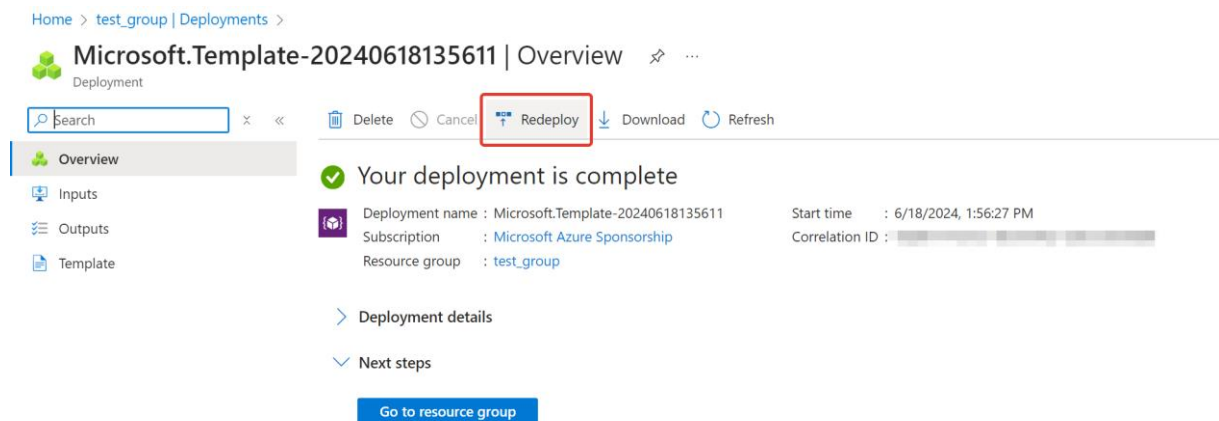 Home > test_group | Deployments >
Microsoft.Template-20240618135611 | Overview ...
Deployment
Search
Delete Cancel Redeploy Download Refresh
Overview
Inputs
Outputs
Template
Your deployment is complete
Deployment name : Microsoft.Template-20240618135611
Subscription : Microsoft Azure Sponsorship
Resource group : test_group
Start time : 6/18/2024, 1:56:27 PM
Correlation ID :
Deployment details
Next steps
Go to resource group